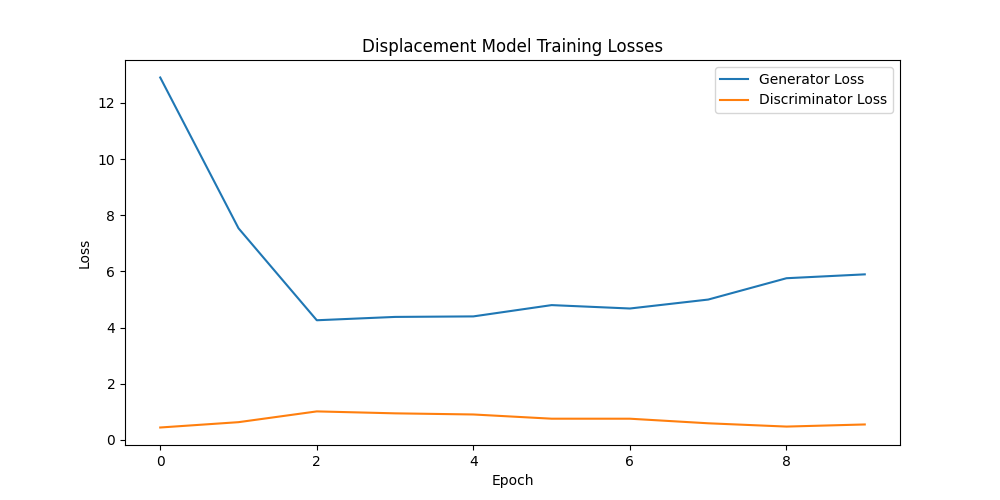 Displacement Model Training Losses
Generator Loss
Discriminator Loss
12
10
8
6
4
2
0
Loss
0 2 4 6 8
Epoch